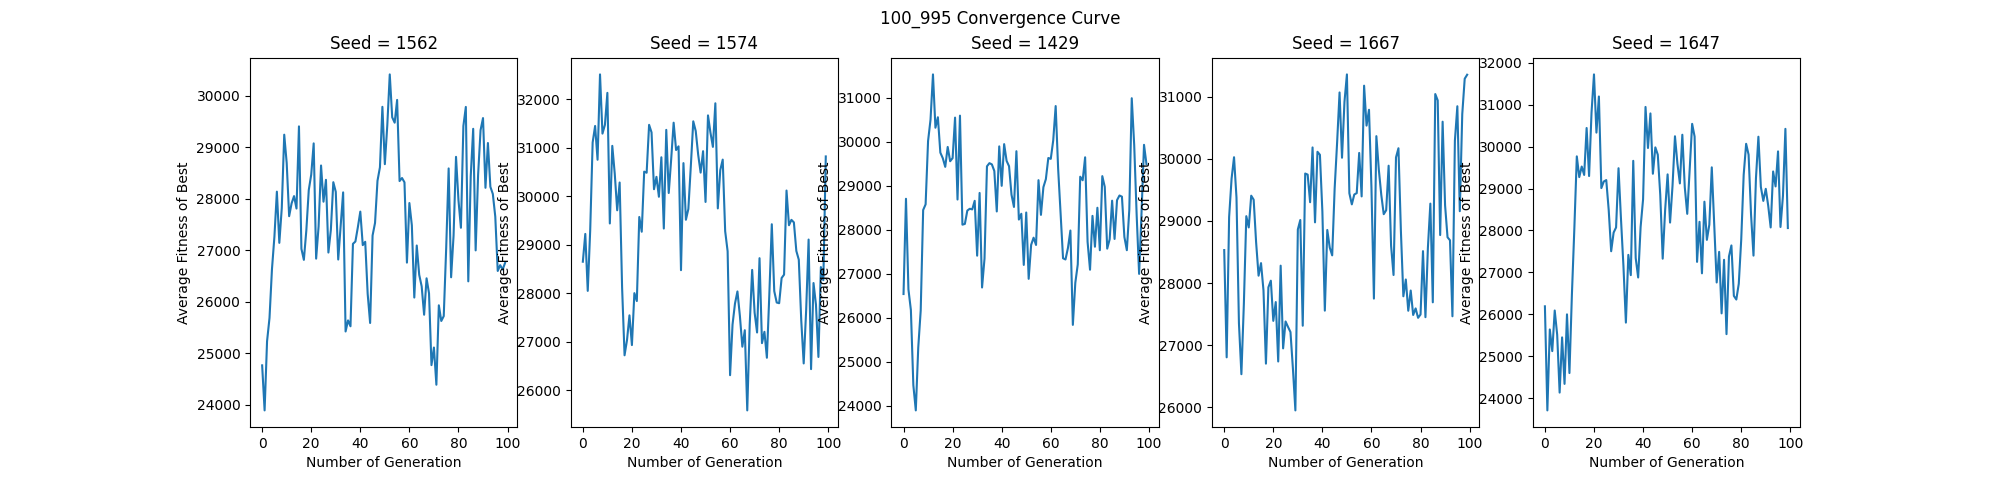 100_995 Convergence Curve
Seed = 1562
Seed = 1574
Seed = 1429
Seed = 1667
Seed = 1647
Average Fitness of Best
30000
29000
28000
27000
26000
25000
24000
0 20 40 60 80 100
Number of Generation
Average Fitness of Best
32000
31000
30000
29000
28000
27000
26000
0 20 40 60 80 100
Number of Generation
Average Fitness of Best
31000
30000
29000
28000
27000
26000
25000
24000
0 20 40 60 80 100
Number of Generation
Average Fitness of Best
31000
30000
29000
28000
27000
26000
0 20 40 60 80 100
Number of Generation
Average Fitness of Best
32000
31000
30000
29000
28000
27000
26000
25000
24000
0 20 40 60 80 100
Number of Generation